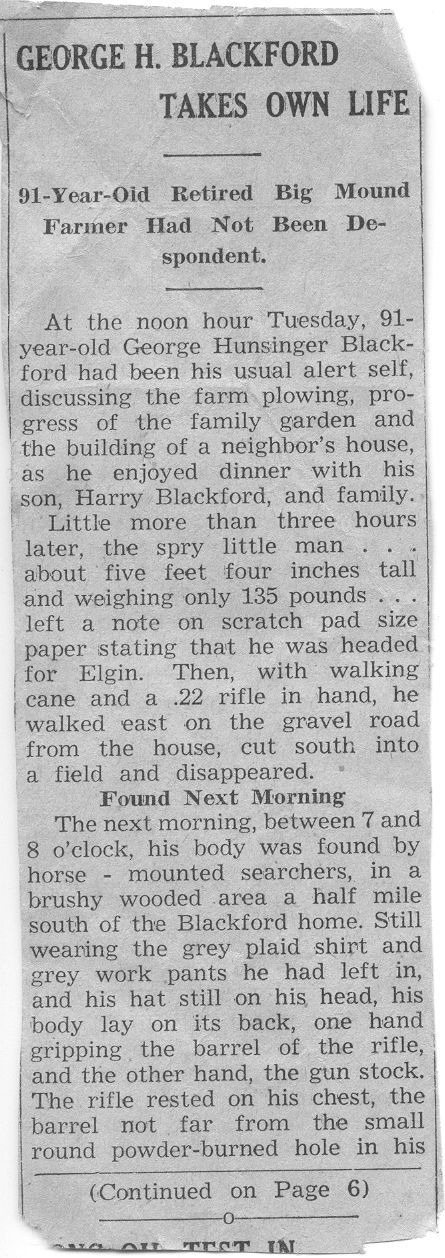 GEORGE H. BLACKFORD
TAKES OWN LIFE
91-Year-Old Retired Big Mound
Farmer Had Not Been De-
spondent.
At the noon hour Tuesday, 91-
year-old George Hunsinger Black-
ford had been his usual alert self,
discussing the farm plowing, pro-
gress of the family garden and
the building of a neighbor's house,
as he enjoyed dinner with his
son, Harry Blackford, and family.
Little more than three hours
later, the spry little man . . .
about five feet four inches tall
and weighing only 135 pounds . . .
left a note on scratch pad size
paper stating that he was headed
for Elgin. Then, with walking
cane and a .22 rifle in hand, he
walked east on the gravel road
from the house, cut south into
a field and disappeared.
Found Next Morning
The next morning, between 7 and
8 o'clock, his body was found by
horse - mounted searchers, in a
brushy wooded area a half mile
south of the Blackford home. Still
wearing the grey plaid shirt and
grey work pants he had left in,
and his hat still on his head, his
body lay on its back, one hand
gripping the barrel of the rifle,
and the other hand, the gun stock.
The rifle rested on his chest, the
barrel not far from the small
round powder-burned hole in his
(Continued on Page 6)
OIL TEST IN